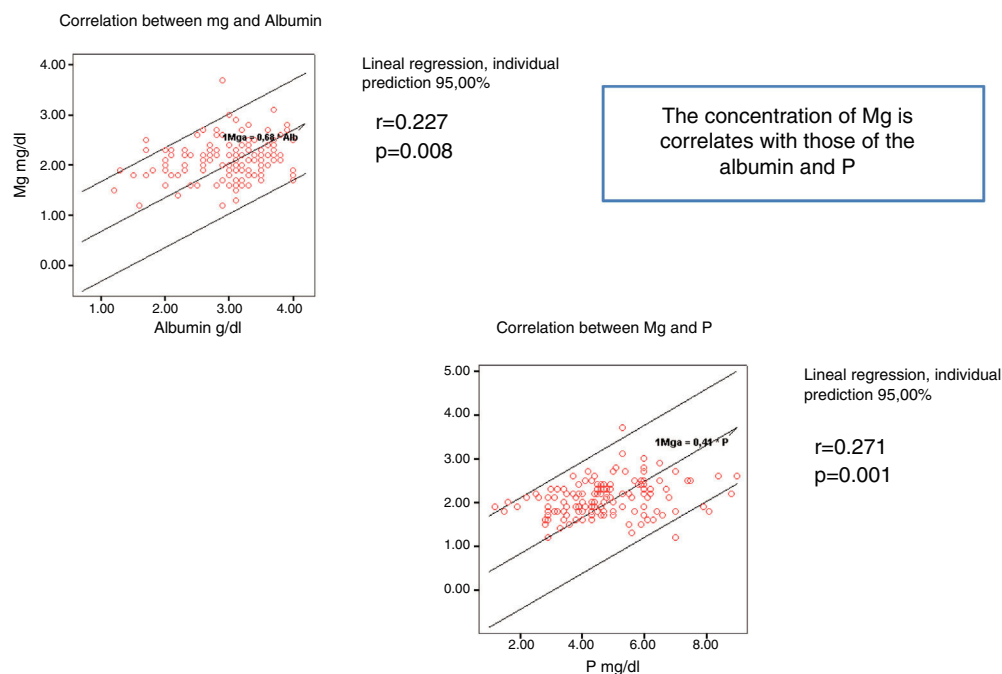 Correlation between mg and Albumin
4.00
3.00
2.00
1.00
0.00
Mg mg/dl
1Mga = 0,68 * Alb
1.00 2.00 3.00 4.00
Albumin g/dl
Lineal regression, individual
prediction 95,00%
r=0.227
p=0.008
The concentration of Mg is
correlates with those of the
albumin and P
Correlation between Mg and P
5.00
4.00
3.00
2.00
1.00
0.00
1Mga = 0,41 * P
2.00 4.00 6.00 8.00
P mg/dl
Lineal regression, individual
prediction 95,00%
r=0.271
p=0.001